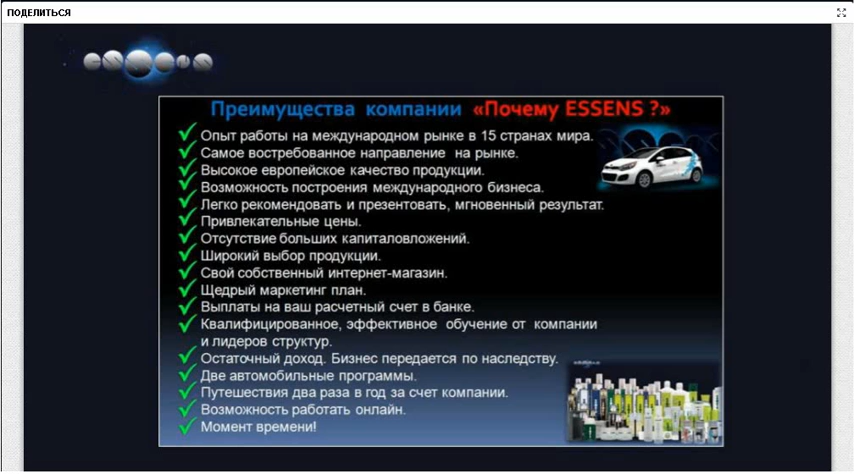 ПОДЕЛИТЬСЯ
ESSENS
Преимущества компании «Почему ESSENS ?»
Опыт работы на международном рынке в 15 странах мира.
Самое востребованное направление на рынке.
Высокое европейское качество продукции.
Возможность построения международного бизнеса.
Легко рекомендовать и презентовать, мгновенный результат.
Привлекательные цены.
Отсутствие больших капиталовложений.
Широкий выбор продукции.
Свой собственный интернет-магазин.
Щедрый маркетинг план.
Выплаты на ваш расчетный счет в банке.
Квалифицированное, эффективное обучение от компании
и лидеров структур.
Остаточный доход. Бизнес передается по наследству.
Две автомобильные программы.
Путешествия два раза в год за счет компании.
Возможность работать онлайн.
Момент времени!